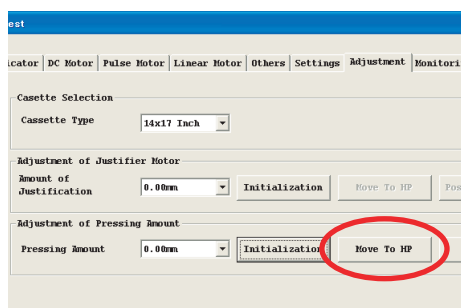 est
icator DC Motor Pulse Motor Linear Motor Others Settings Adjustment Monitori
Casette Selection
Cassette Type 14x17 Inch
Adjustment of Justifier Motor
Amount of Justification 0.00mm Initialization Move To HP Pos
Adjustment of Pressing Amount
Pressing Amount 0.00mm Initialization Move To HP